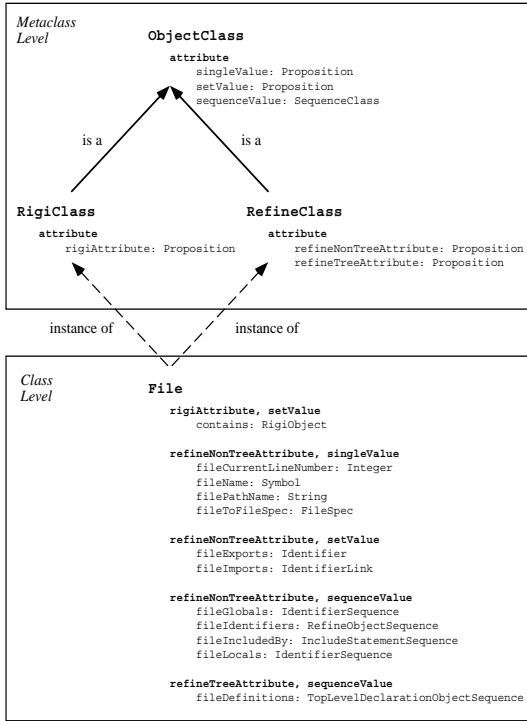 Metaclass
Level
ObjectClass
attribute
singleValue: Proposition
setValue: Proposition
sequenceValue: SequenceClass
is a
is a
RigiClass
attribute
rigiAttribute: Proposition
RefineClass
attribute
refineNonTreeAttribute: Proposition
refineTreeAttribute: Proposition
instance of
instance of
Class
Level
File
rigiAttribute, setValue
contains: RigiObject
refineNonTreeAttribute, singleValue
fileCurrentLineNumber: Integer
fileName: Symbol
filePathName: String
fileToFileSpec: FileSpec
refineNonTreeAttribute, setValue
fileExports: Identifier
fileImports: IdentifierLink
refineNonTreeAttribute, sequenceValue
fileGlobals: IdentifierSequence
fileIdentifiers: RefineObjectSequence
fileIncludedBy: IncludeStatementSequence
fileLocals: IdentifierSequence
refineTreeAttribute, sequenceValue
fileDefinitions: TopLevelDeclarationObjectSequence